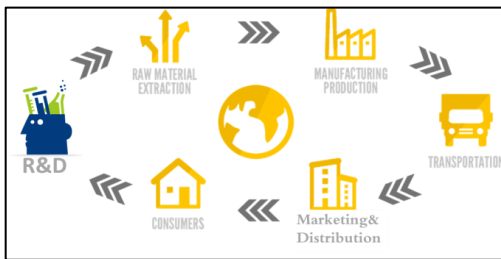 RAW MATERIAL
EXTRACTION
MANUFACTURING
PRODUCTION
R&D
TRANSPORTATION
CONSUMERS
Marketing&
Distribution